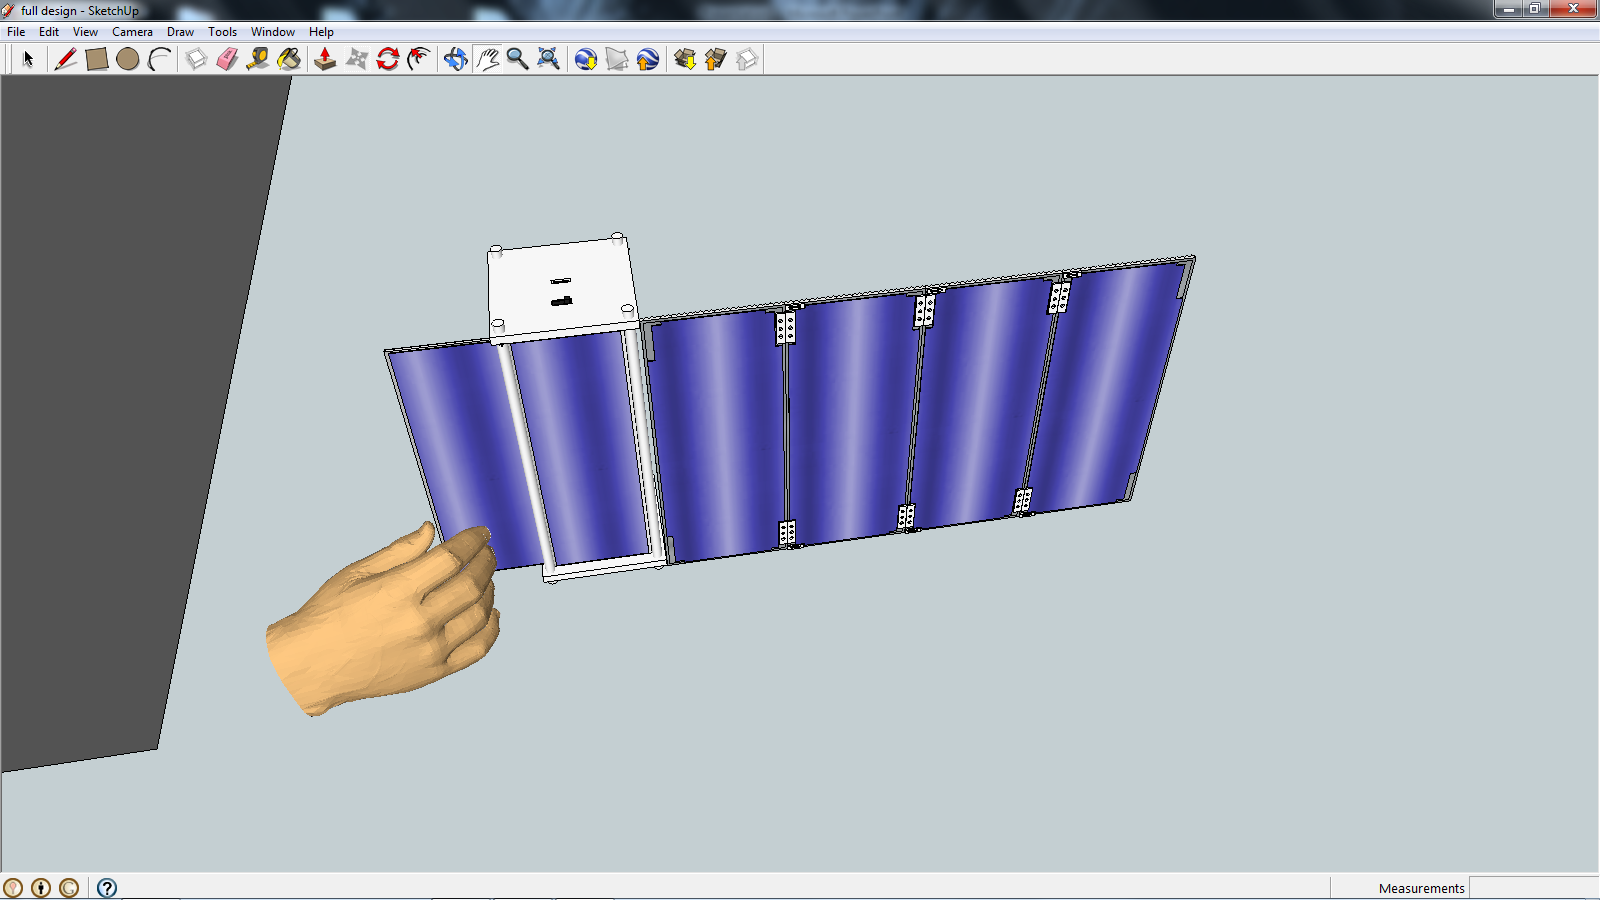 full design - SketchUp
File Edit View Camera Draw Tools Window Help
Measurements